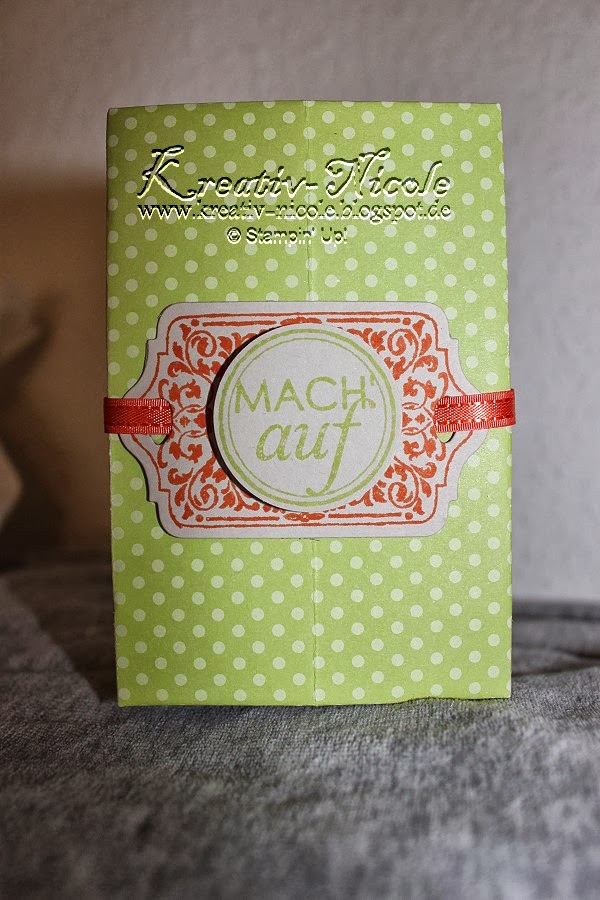 Kreativ-Nicole
www.kreativ-nicole.blogspot.de
© Stampin' Up!
MACH'
auf